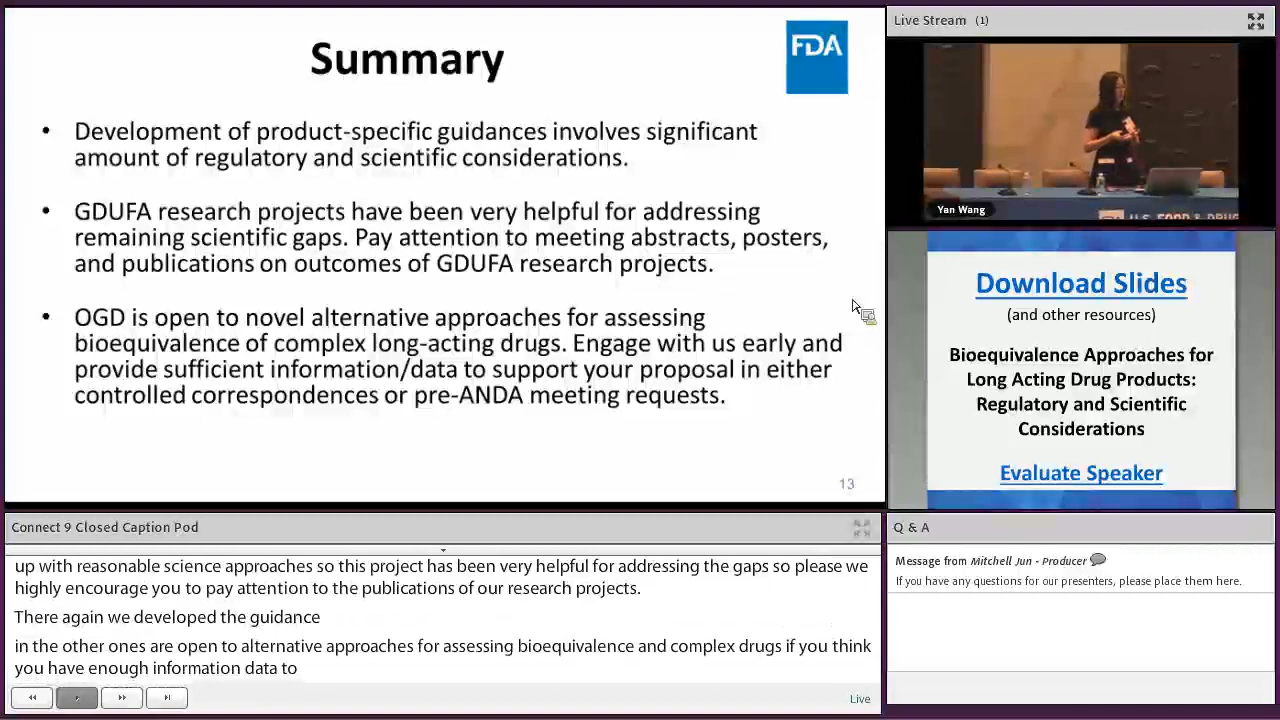 Summary
FDA
• Development of product-specific guidances involves significant
amount of regulatory and scientific considerations.
• GDUFA research projects have been very helpful for addressing
remaining scientific gaps. Pay attention to meeting abstracts, posters,
and publications on outcomes of GDUFA research projects.
• OGD is open to novel alternative approaches for assessing
bioequivalence of complex long-acting drugs. Engage with us early and
provide sufficient information/data to support your proposal in either
controlled correspondences or pre-ANDA meeting requests.
13
Live Stream (1)
Yan Wang
U.S. FOOD & DRUG
Download Slides
(and other resources)
Bioequivalence Approaches for
Long Acting Drug Products:
Regulatory and Scientific
Considerations
Evaluate Speaker
Connect 9 Closed Caption Pod
up with reasonable science approaches so this project has been very helpful for addressing the gaps so please we
highly encourage you to pay attention to the publications of our research projects.
There again we developed the guidance
in the other ones are open to alternative approaches for assessing bioequivalence and complex drugs if you think
you have enough information data to
Live
Q & A
Message from Mitchell Jun - Producer
If you have any questions for our presenters, please place them here.